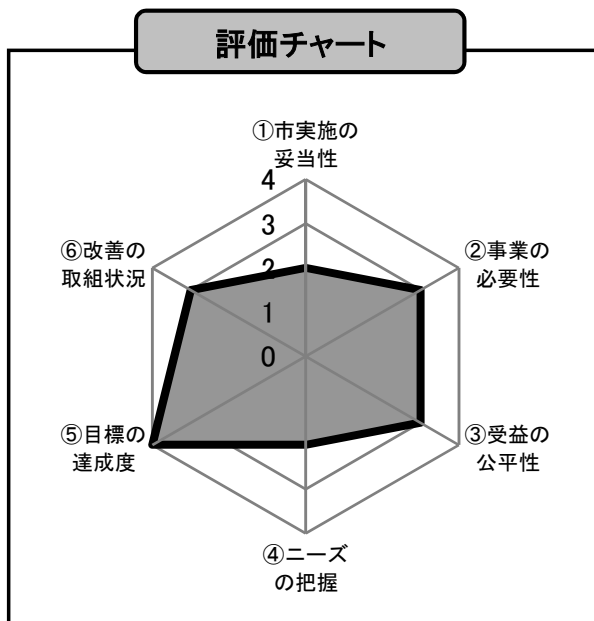 評価チャート
①市実施の
妥当性
4
3
2
1
0
②事業の
必要性
③受益の
公平性
④ニーズ
の把握
⑤目標の
達成度
⑥改善の
取組状況